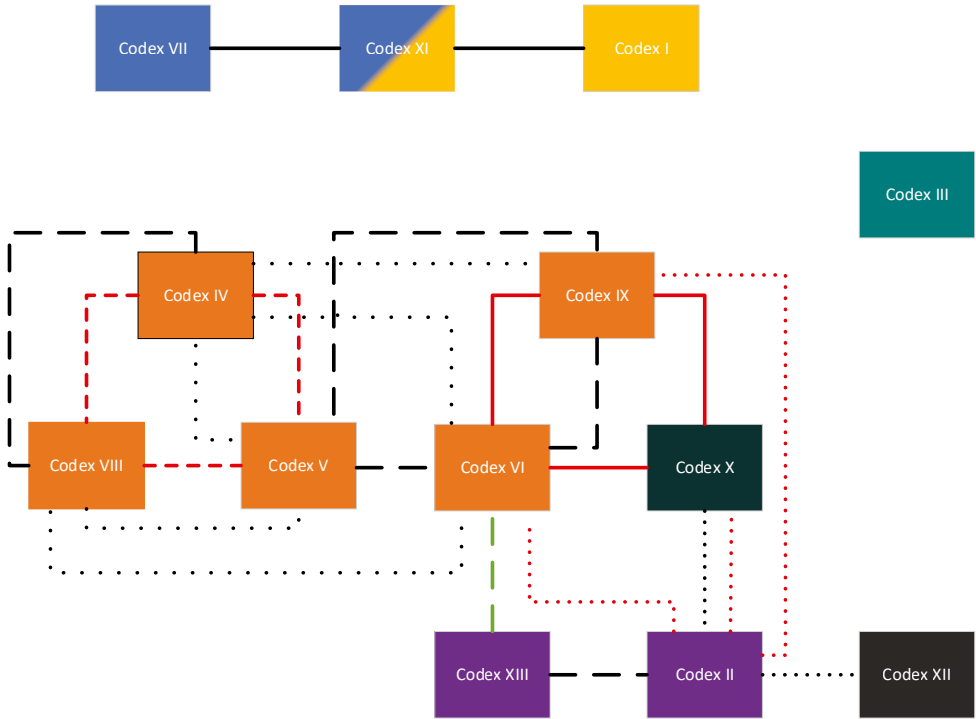 Codex VII
Codex XI
Codex I
Codex III
Codex IV
Codex IX
Codex VIII
Codex V
Codex VI
Codex X
Codex XIII
Codex II
Codex XII